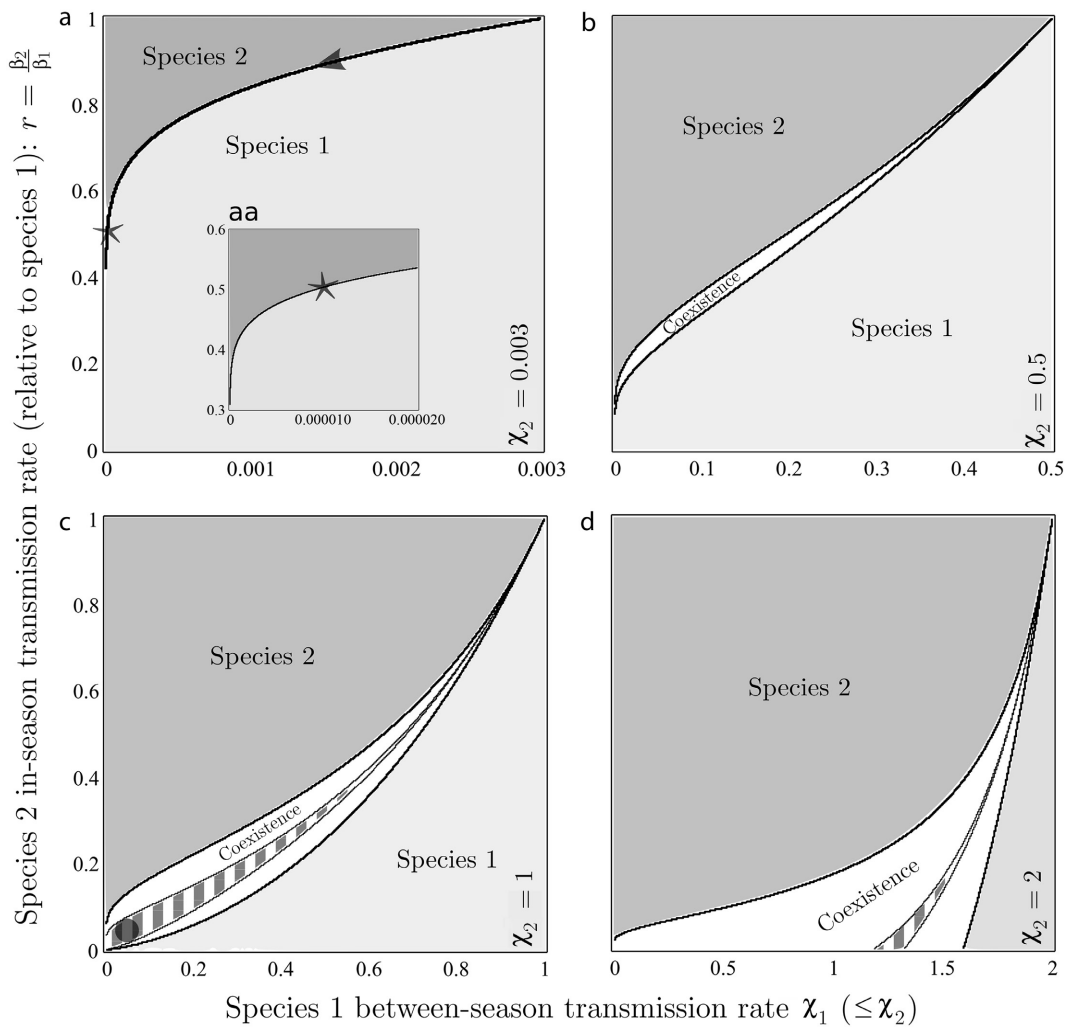 Species 2 in-season transmission rate (relative to species 1): r = β2/β1
a
1
0.8
0.6
0.4
0.2
0
Species 2
Species 1
aa
0.6
0.5
0.4
0.3
0
0.000010
0.000020
χ2 = 0.003
0
0.001
0.002
0.003
b
Species 2
Coexistence
Species 1
χ2 = 0.5
0
0.1
0.2
0.3
0.4
0.5
c
1
0.8
0.6
0.4
0.2
0
Species 2
Coexistence
Species 1
χ2 = 1
0
0.2
0.4
0.6
0.8
1
d
Species 2
Coexistence
χ2 = 2
0
0.5
1
1.5
2
Species 1 between-season transmission rate χ1 (≤χ2)